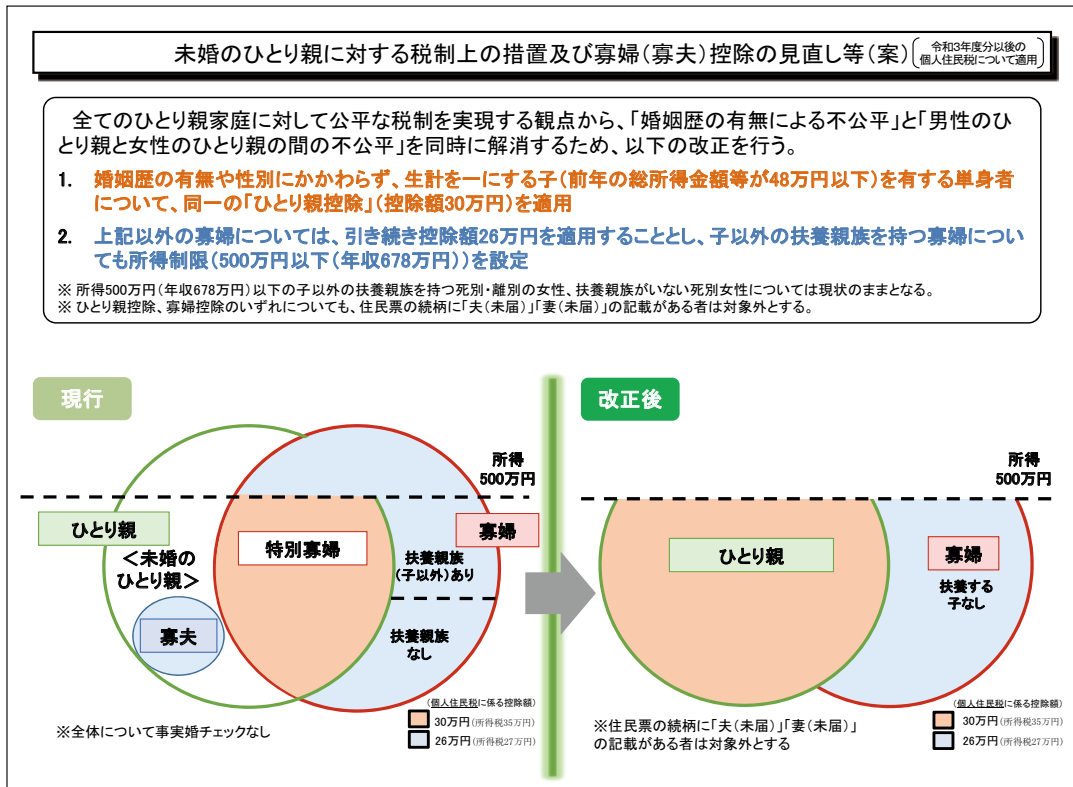 未婚のひとり親に対する税制上の措置及び寡婦(寡夫)控除の見直し等(案)
令和3年度分以後の
個人住民税について適用
全てのひとり親家庭に対して公平な税制を実現する観点から、「婚姻歴の有無による不公平」と「男性のひ
とり親と女性のひとり親の間の不公平」を同時に解消するため、以下の改正を行う。
1. 婚姻歴の有無や性別にかかわらず、生計を一にする子(前年の総所得金額等が48万円以下)を有する単身者
について、同一の「ひとり親控除」(控除額30万円)を適用
2. 上記以外の寡婦については、引き続き控除額26万円を適用することとし、子以外の扶養親族を持つ寡婦につい
ても所得制限(500万円以下(年収678万円))を設定
※ 所得500万円(年収678万円)以下の子以外の扶養親族を持つ死別・離別の女性、扶養親族がいない死別女性については現状のままとなる。
※ ひとり親控除、寡婦控除のいずれについても、住民票の続柄に「夫(未届)」「妻(未届)」の記載がある者は対象外とする。
現行
所得
500万円
ひとり親
<未婚の
ひとり親>
寡夫
特別寡婦
寡婦
扶養親族
(子以外)あり
扶養親族
なし
(個人住民税に係る控除額)
30万円(所得税35万円)
26万円(所得税27万円)
※全体について事実婚チェックなし
改正後
所得
500万円
ひとり親
寡婦
扶養する
子なし
(個人住民税に係る控除額)
30万円(所得税35万円)
26万円(所得税27万円)
※住民票の続柄に「夫(未届)」「妻(未届)」
の記載がある者は対象外とする